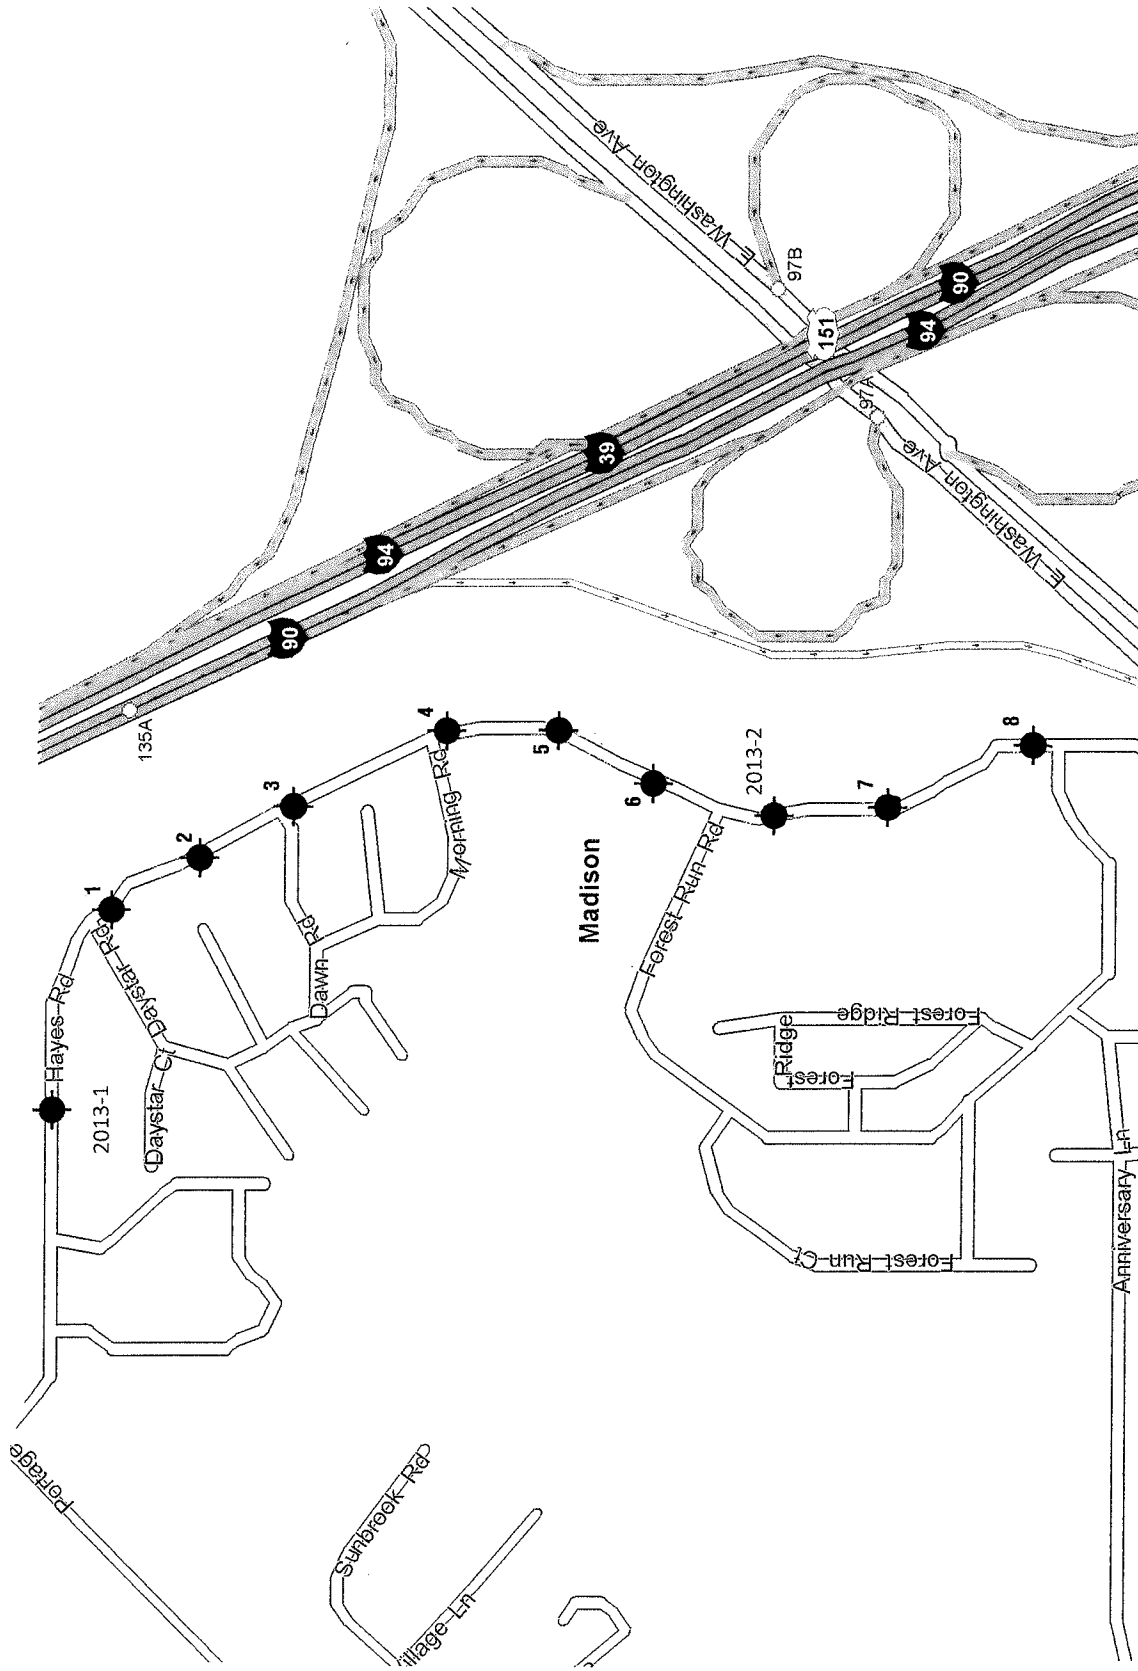 E Washington Ave
97B
151
90
94
97A
E Washington Ave
39
94
90
135A
4
5
3
8
2013-2
7
6
2
1
Morning Rd
Madison
Forest Run Rd
Dawn Rd
Daystar Rd
Hayes Rd
Daystar Ct
2013-1
Forest Ridge
Forest Ridge
Forest Run Ct
Anniversary Ln
Portage
Sunbrook Rd
illage Ln